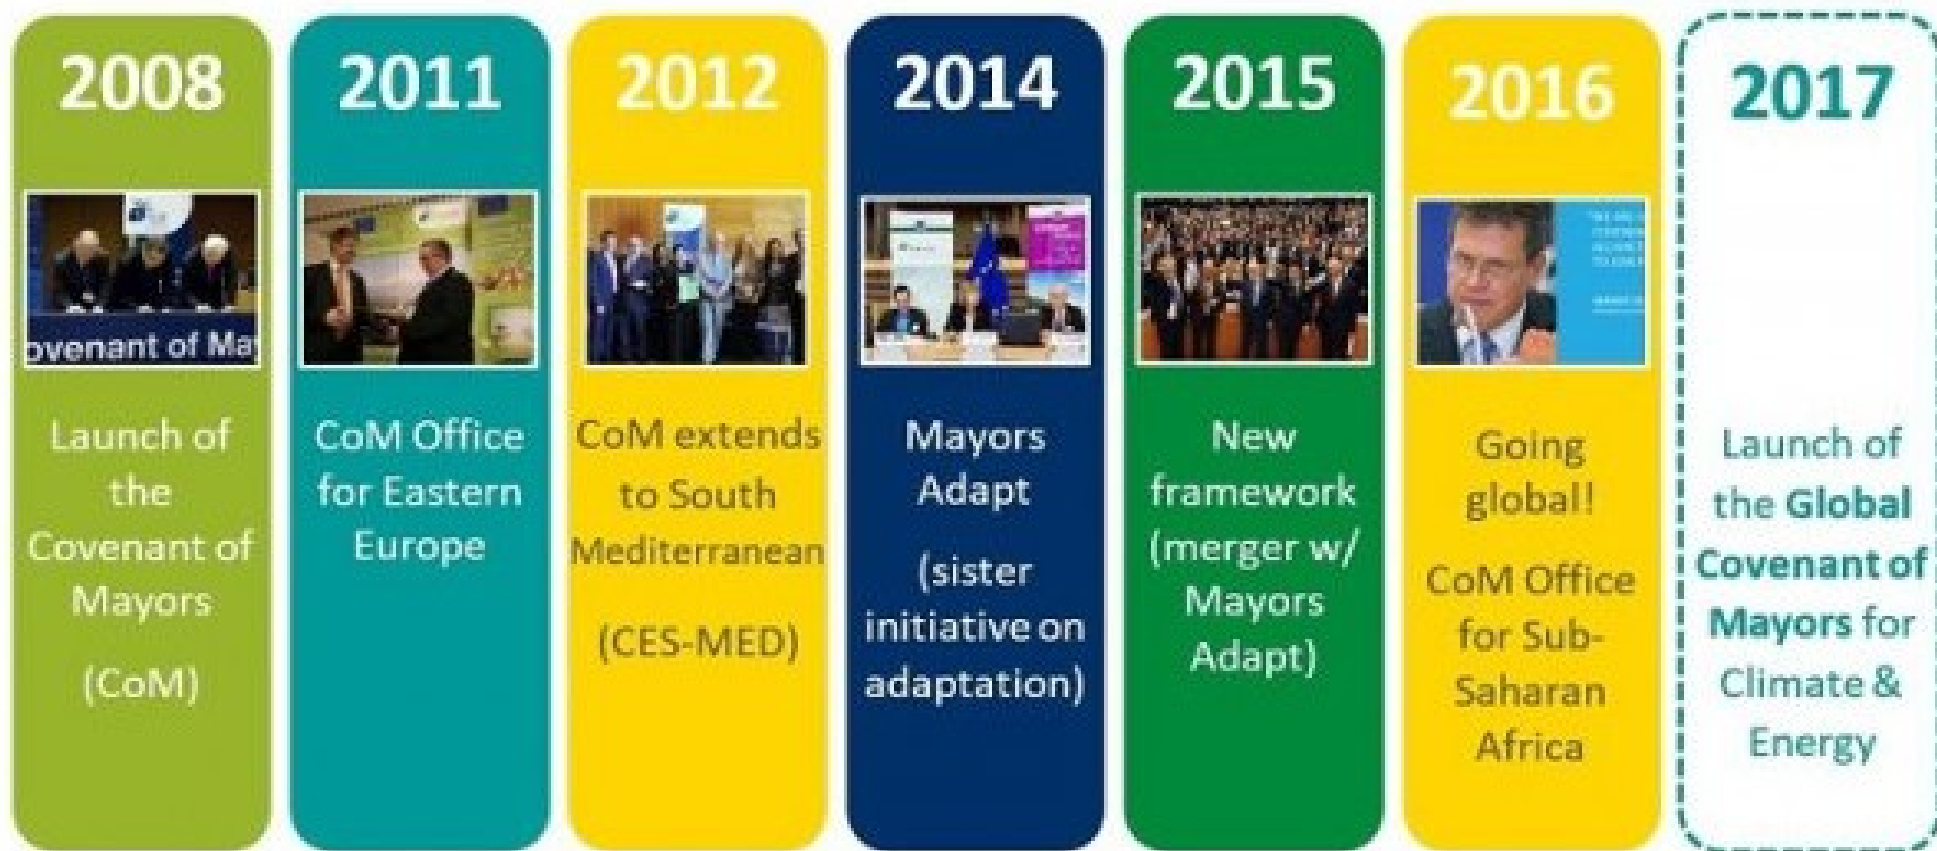 2008
ovenant of Ma
Launch of
the
Covenant of
Mayors
(CoM)
2011
CoM Office
for Eastern
Europe
2012
CoM extends
to South
Mediterranean
(CES-MED)
2014
Mayors
Adapt
(sister
initiative on
adaptation)
2015
New
framework
(merger w/
Mayors
Adapt)
2016
Going
global!
CoM Office
for Sub-
Saharan
Africa
2017
Launch of
the Global
Covenant of
Mayors for
Climate &
Energy